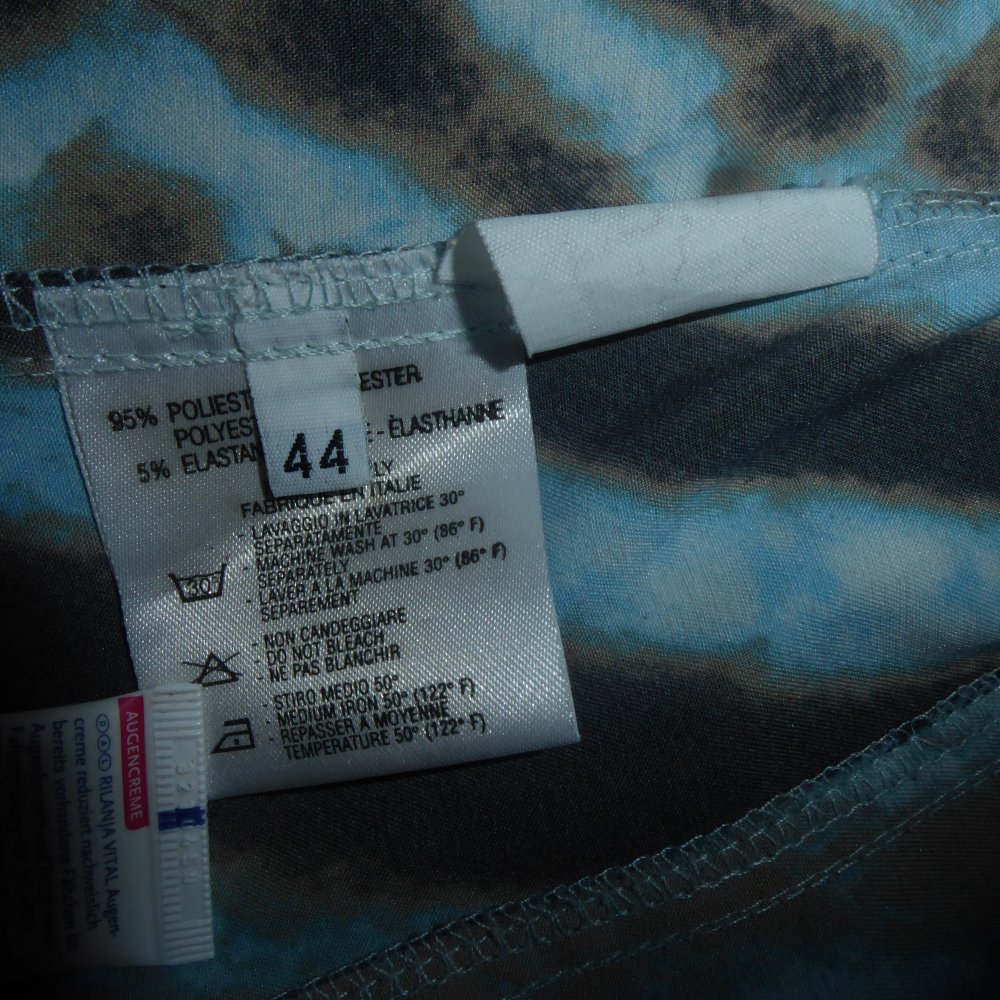 95% POLIEST ESTER
POLYEST E - ÈLASTHANNE
5% ELASTAN
44
LY
FABRIQUE EN ITALIE
- LAVAGGIO IN LAVATRICE 30°
SEPARATAMENTE
- MACHINE WASH AT 30° (86° F)
SEPARATELY
- LAVER A LA MACHINE 30° (86° F)
SEPAREMENT
30°
- NON CANDEGGIARE
- DO NOT BLEACH
- NE PAS BLANCHIR
- STIRO MEDIO 50°
- MEDIUM IRON 50° (122° F)
- REPASSER A MOYENNE
TEMPERATURE 50° (122° F)
AUGENCREME
D A L RILANJA VITAL Augen-
creme reduziert nachweislich
bereits vorhandene Fältchen im